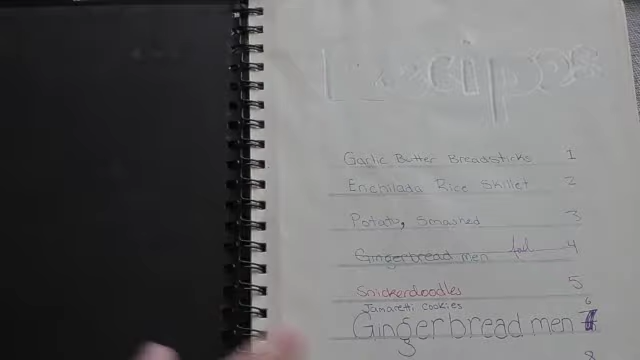 Recipes
Garlic Butter Breadsticks 1
Enchilada Rice Skillet 2
Potato, Smashed 3
Gingerbread men fail 4
Snickerdoodles 5
Jamaretti Cookies 6
Gingerbread men
8